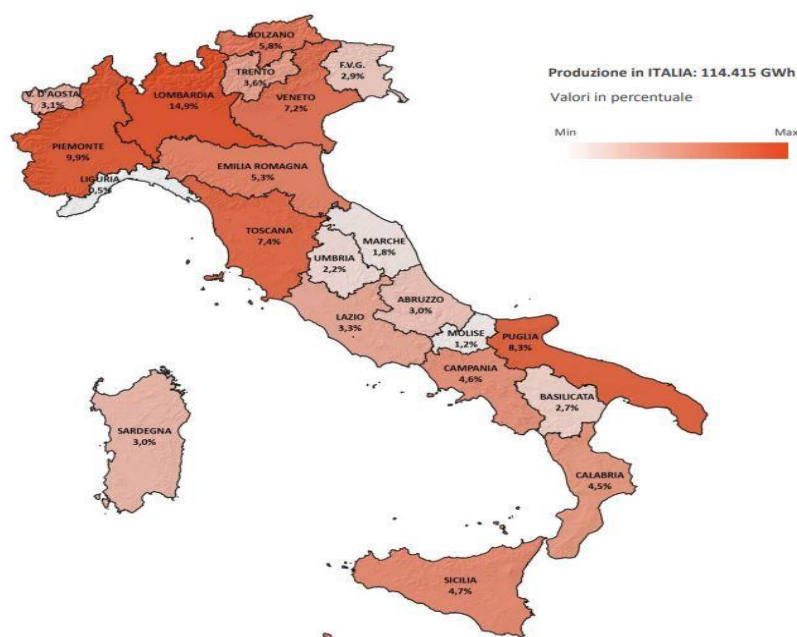 BOLZANO
5,8%
TRENTO
3,6%
F.V.G.
2,9%
Produzione in ITALIA: 114.415 GWh
Valori in percentuale
Min
Max
V. D'AOSTA
3,1%
LOMBARDIA
14,9%
VENETO
7,2%
PIEMONTE
9,9%
LIGURIA
0,5%
EMILIA ROMAGNA
5,3%
TOSCANA
7,4%
MARCHE
1,8%
UMBRIA
2,2%
LAZIO
3,3%
ABRUZZO
3,0%
MOLISE
1,2%
PUGLIA
8,3%
CAMPANIA
4,6%
BASILICATA
2,7%
SARDEGNA
3,0%
CALABRIA
4,5%
SICILIA
4,7%